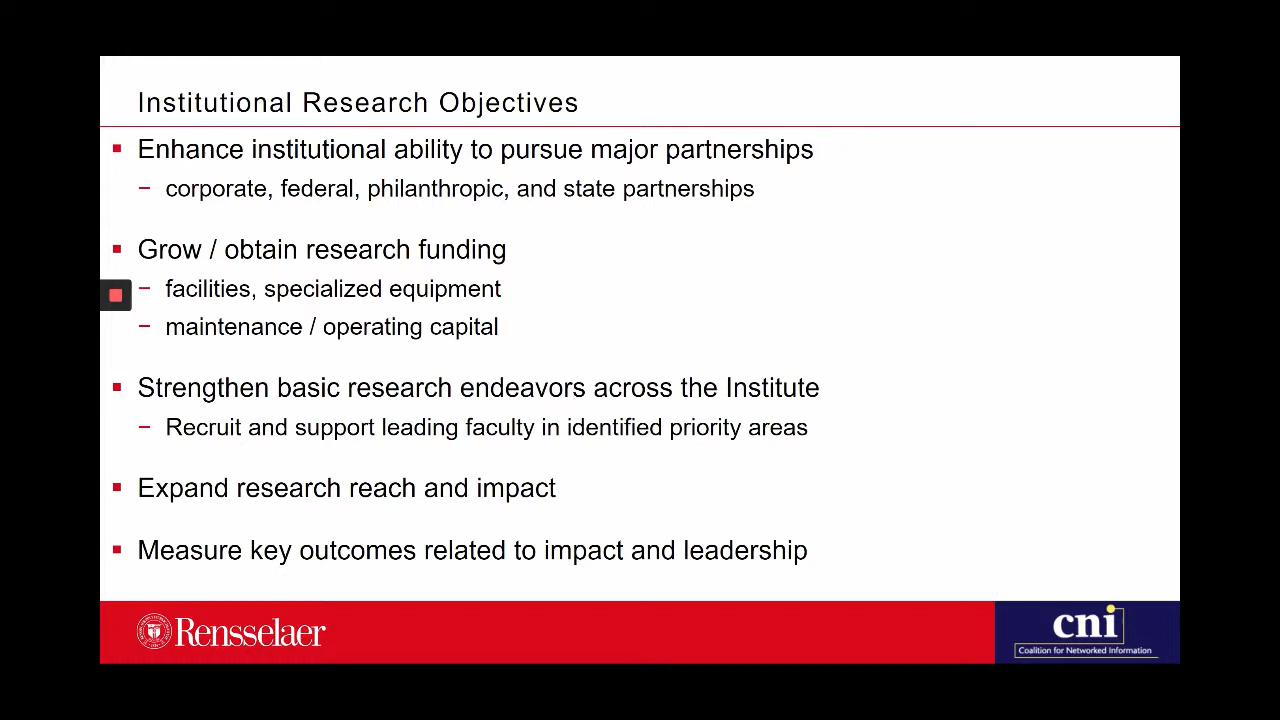 Institutional Research Objectives
Enhance institutional ability to pursue major partnerships
− corporate, federal, philanthropic, and state partnerships
Grow / obtain research funding
− facilities, specialized equipment
− maintenance / operating capital
Strengthen basic research endeavors across the Institute
− Recruit and support leading faculty in identified priority areas
Expand research reach and impact
Measure key outcomes related to impact and leadership
Rensselaer
cni
Coalition for Networked Information